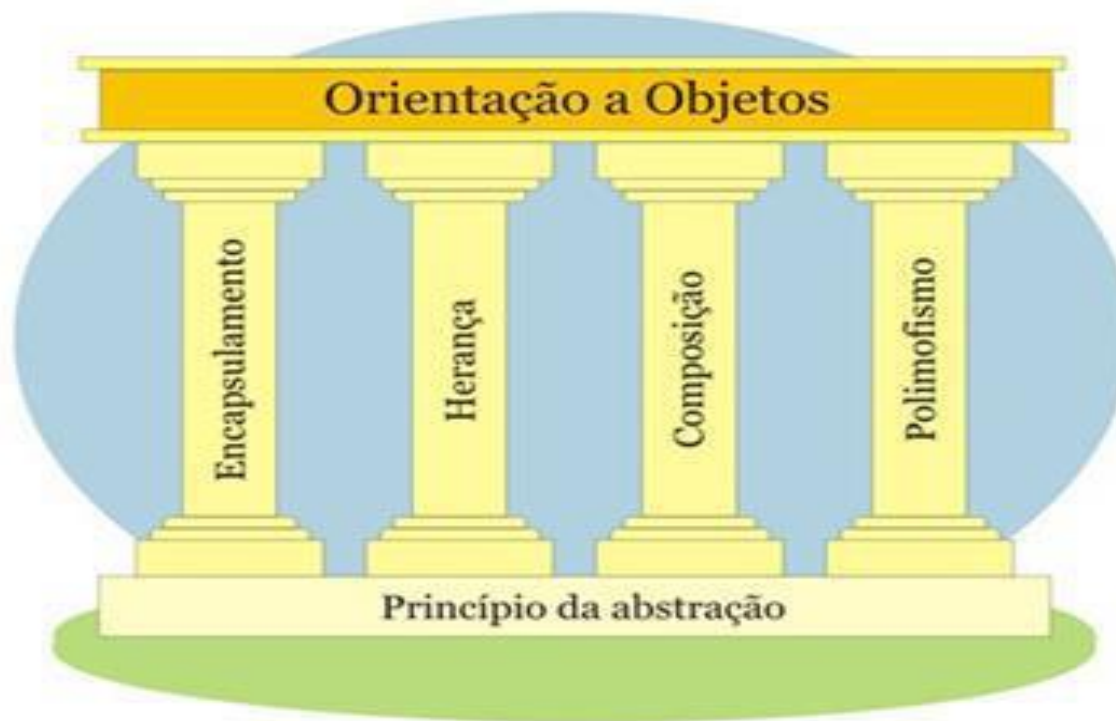 Orientação a Objetos
Encapsulamento
Herança
Composição
Polimofismo
Princípio da abstração